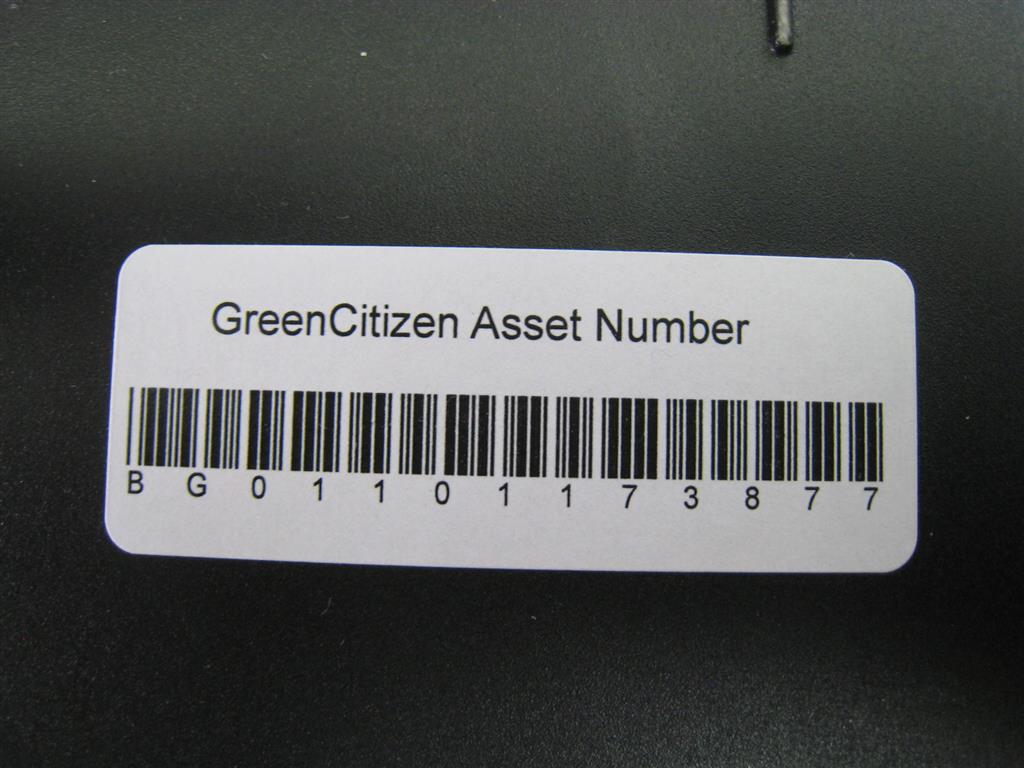 GreenCitizen Asset Number
B G 0 1 1 0 1 1 7 3 8 7 7